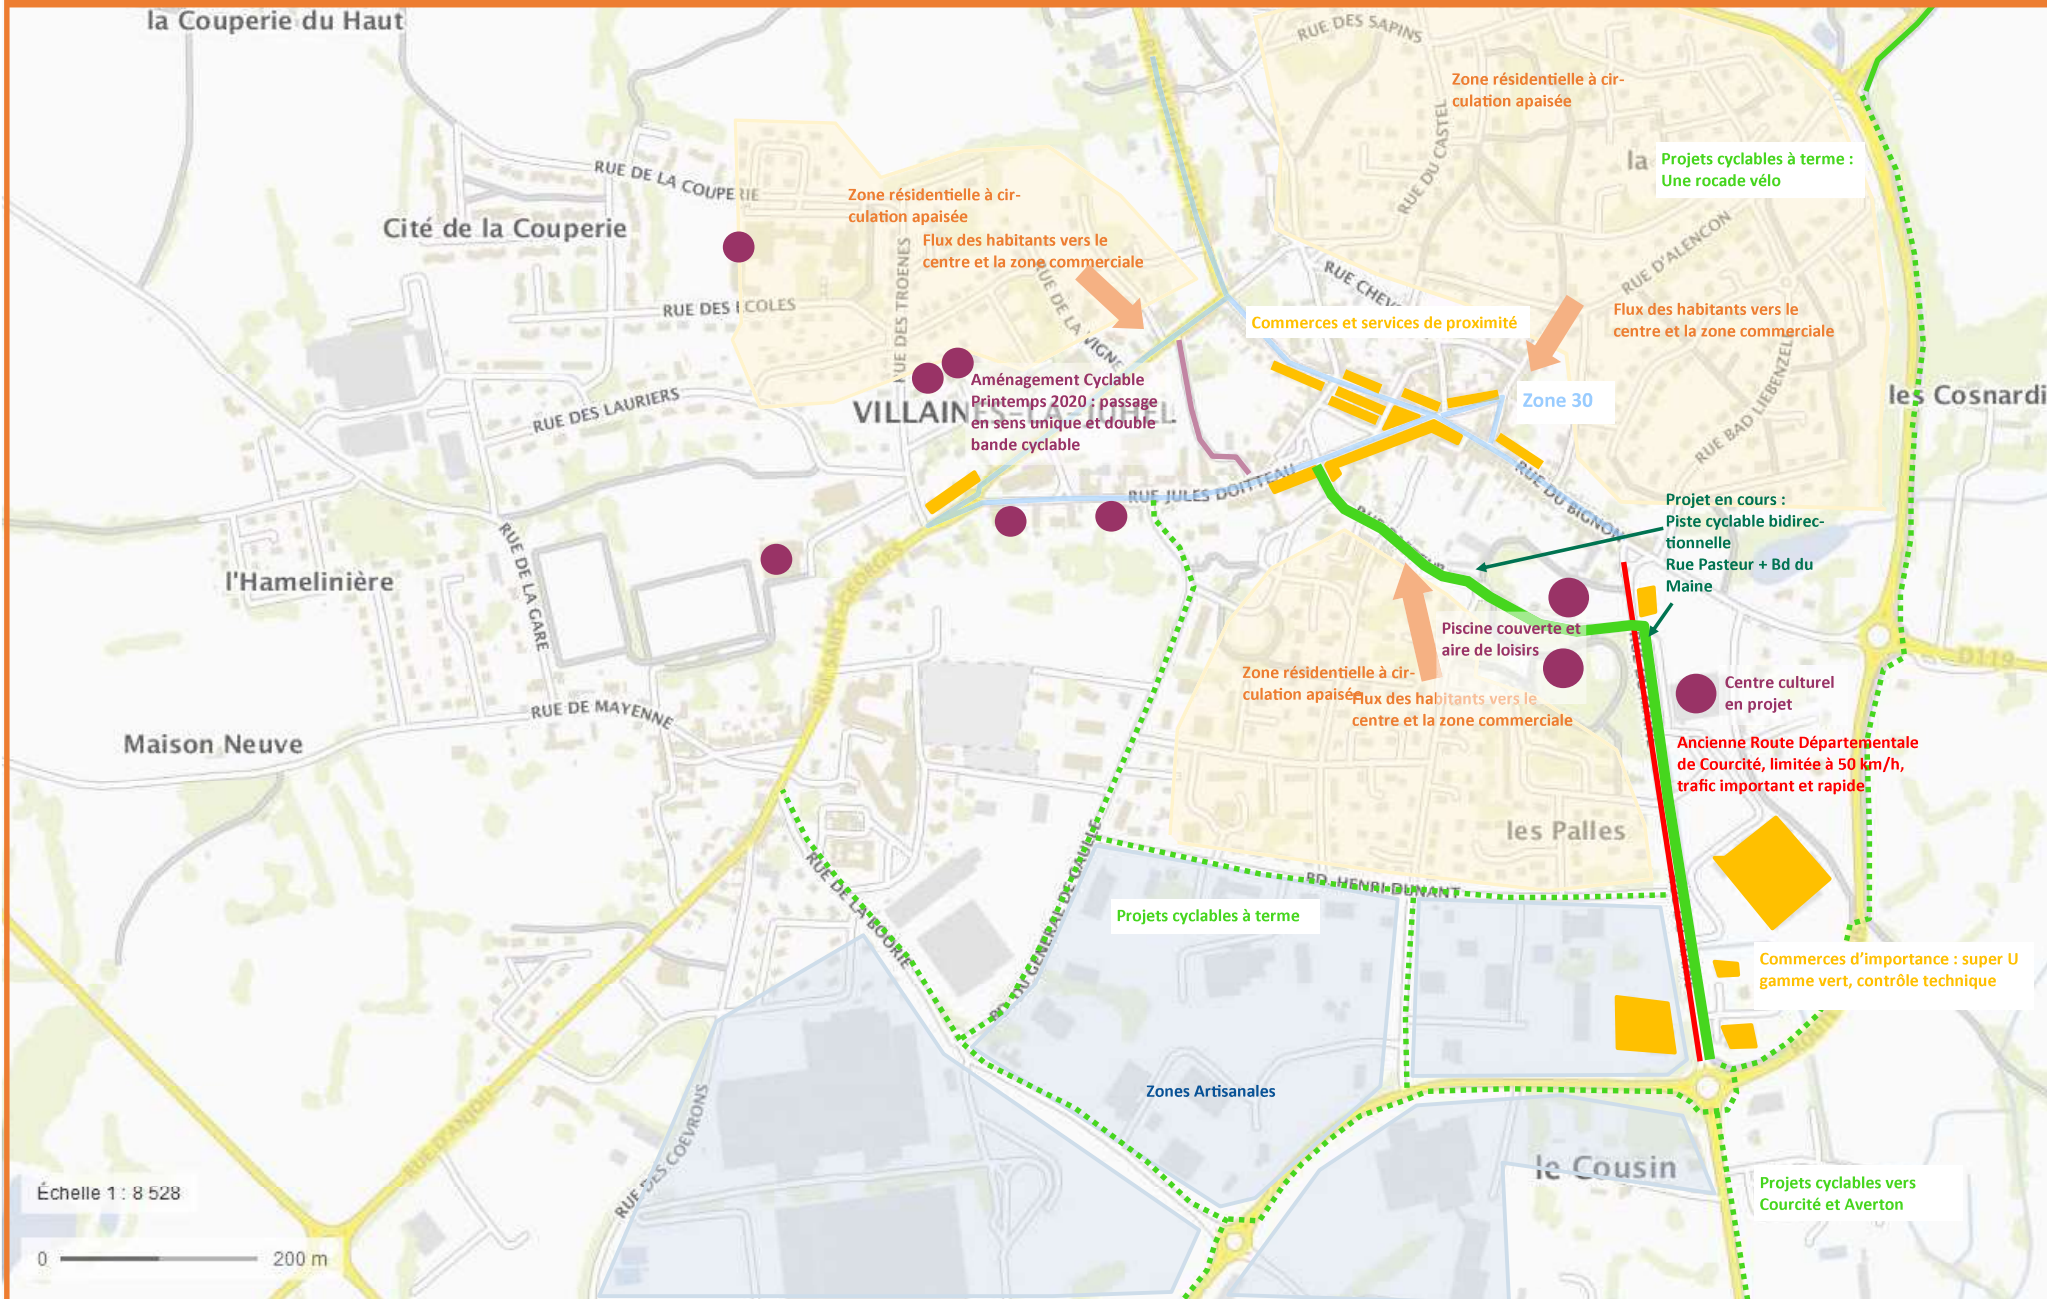 la Couperie du Haut
RUE DES SAPINS
Zone résidentielle à cir-
culation apaisée
RUE DU CASTEL
la
Projets cyclables à terme :
Une rocade vélo
RUE DE LA COUPERIE
Cité de la Couperie
Zone résidentielle à cir-
culation apaisée
Flux des habitants vers le
centre et la zone commerciale
RUE DES TROENES
RUE DE LA VIGNE
RUE D'ALENCON
RUE DES ECOLES
RUE CHEV
Commerces et services de proximité
Flux des habitants vers le
centre et la zone commerciale
RUE BAD LIEBENZELL
les Cosnardi
Zone 30
VILLAINES-LA-JUHEL
Aménagement Cyclable
Printemps 2020 : passage
en sens unique et double
bande cyclable
RUE DES LAURIERS
RUE JULES DOITTEAU
RUE DU BIGNON
RUE PASTEUR
Projet en cours :
Piste cyclable bidirec-
tionnelle
Rue Pasteur + Bd du
Maine
l'Hamelinière
RUE DE LA GARE
RUE SAINT-GEORGES
Piscine couverte et
aire de loisirs
D119
Zone résidentielle à cir-
culation apaisée
Flux des habitants vers le
centre et la zone commerciale
Centre culturel
en projet
RUE DE MAYENNE
Maison Neuve
Ancienne Route Départementale
de Courcité, limitée à 50 km/h,
trafic important et rapide
les Palles
RUE DE LA BOORIE
BD. DU GENERAL DE GAULLE
BD. HENRI DUNANT
Projets cyclables à terme
Commerces d'importance : super U
gamme vert, contrôle technique
Zones Artisanales
RUE D'ANJOU
RUE DES COEVRONS
le Cousin
Projets cyclables vers
Courcité et Averton
Échelle 1 : 8 528
0 200 m